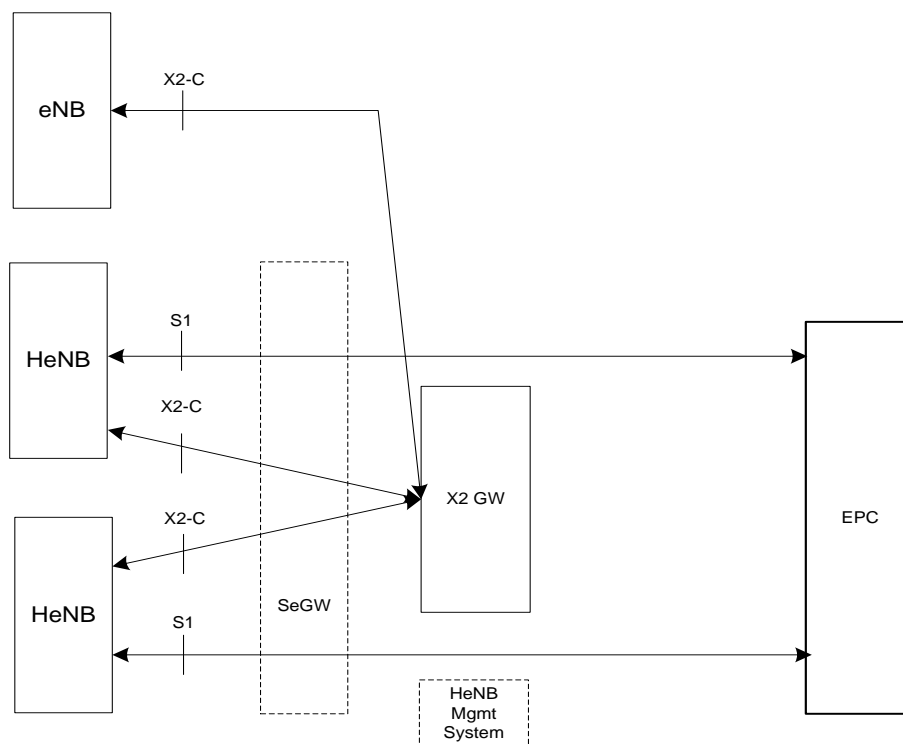 X2-C
eNB
S1
HeNB
X2-C
X2 GW
EPC
X2-C
SeGW
HeNB
S1
HeNB
Mgmt
System